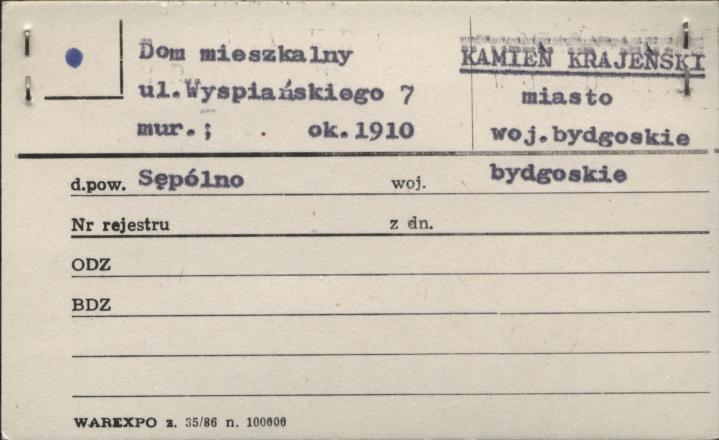 Dom mieszkalny
ul.Wyspiańskiego 7
mur.; ok.1910
KAMIEŃ KRAJEŃSKI
miasto
woj.bydgoskie
d.pow. Sępólno woj. bydgoskie
Nr rejestru z dn.
ODZ
BDZ
WAREXPO z. 35/86 n. 100000